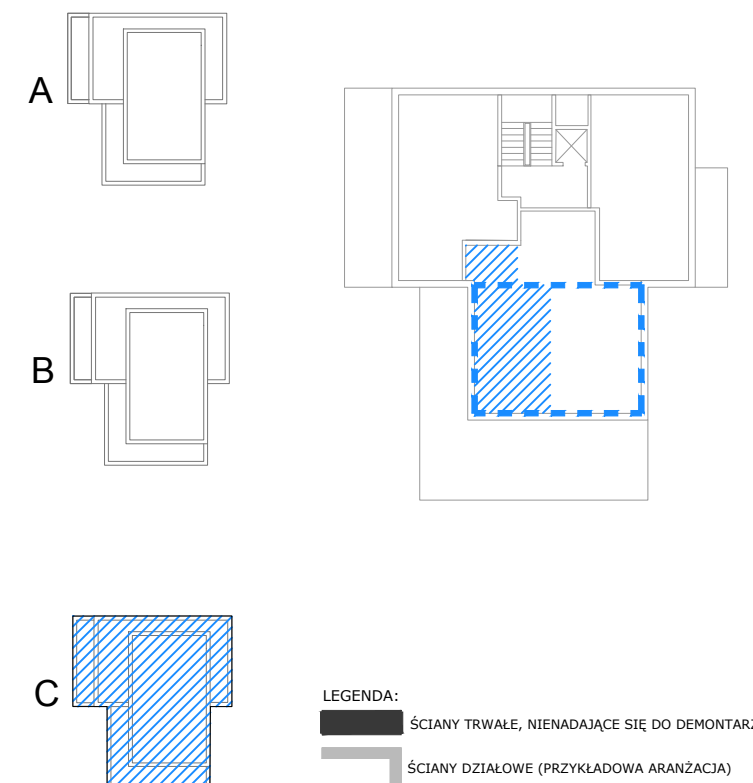 A
B
C
LEGENDA:
ŚCIANY TRWAŁE, NIENADAJĄCE SIĘ DO DEMONTAŻ
ŚCIANY DZIAŁOWE (PRZYKŁADOWA ARANŻACJA)